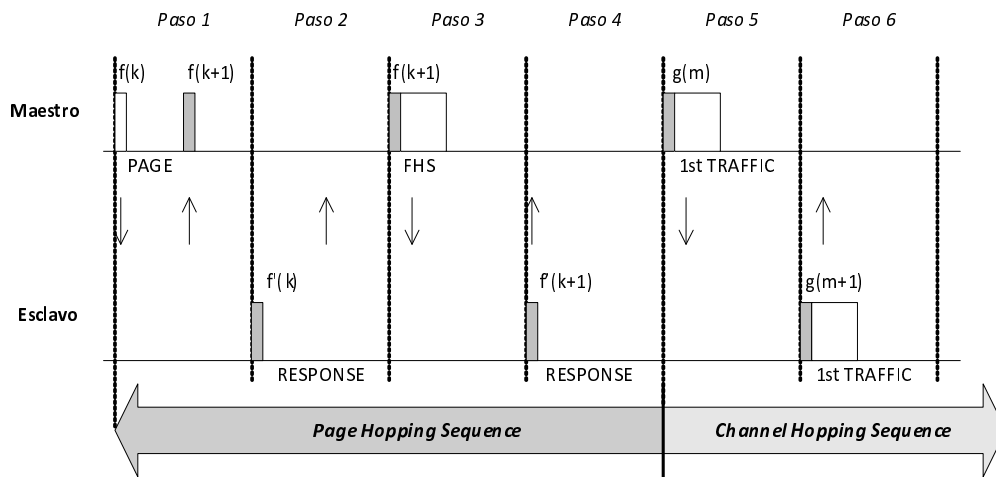 Paso 1 Paso 2 Paso 3 Paso 4 Paso 5 Paso 6
f(k) f(k+1) f(k+1) g(m)
Maestro
PAGE FHS 1st TRAFFIC
f'(k) f'(k+1) g(m+1)
Esclavo
RESPONSE RESPONSE 1st TRAFFIC
Page Hopping Sequence Channel Hopping Sequence